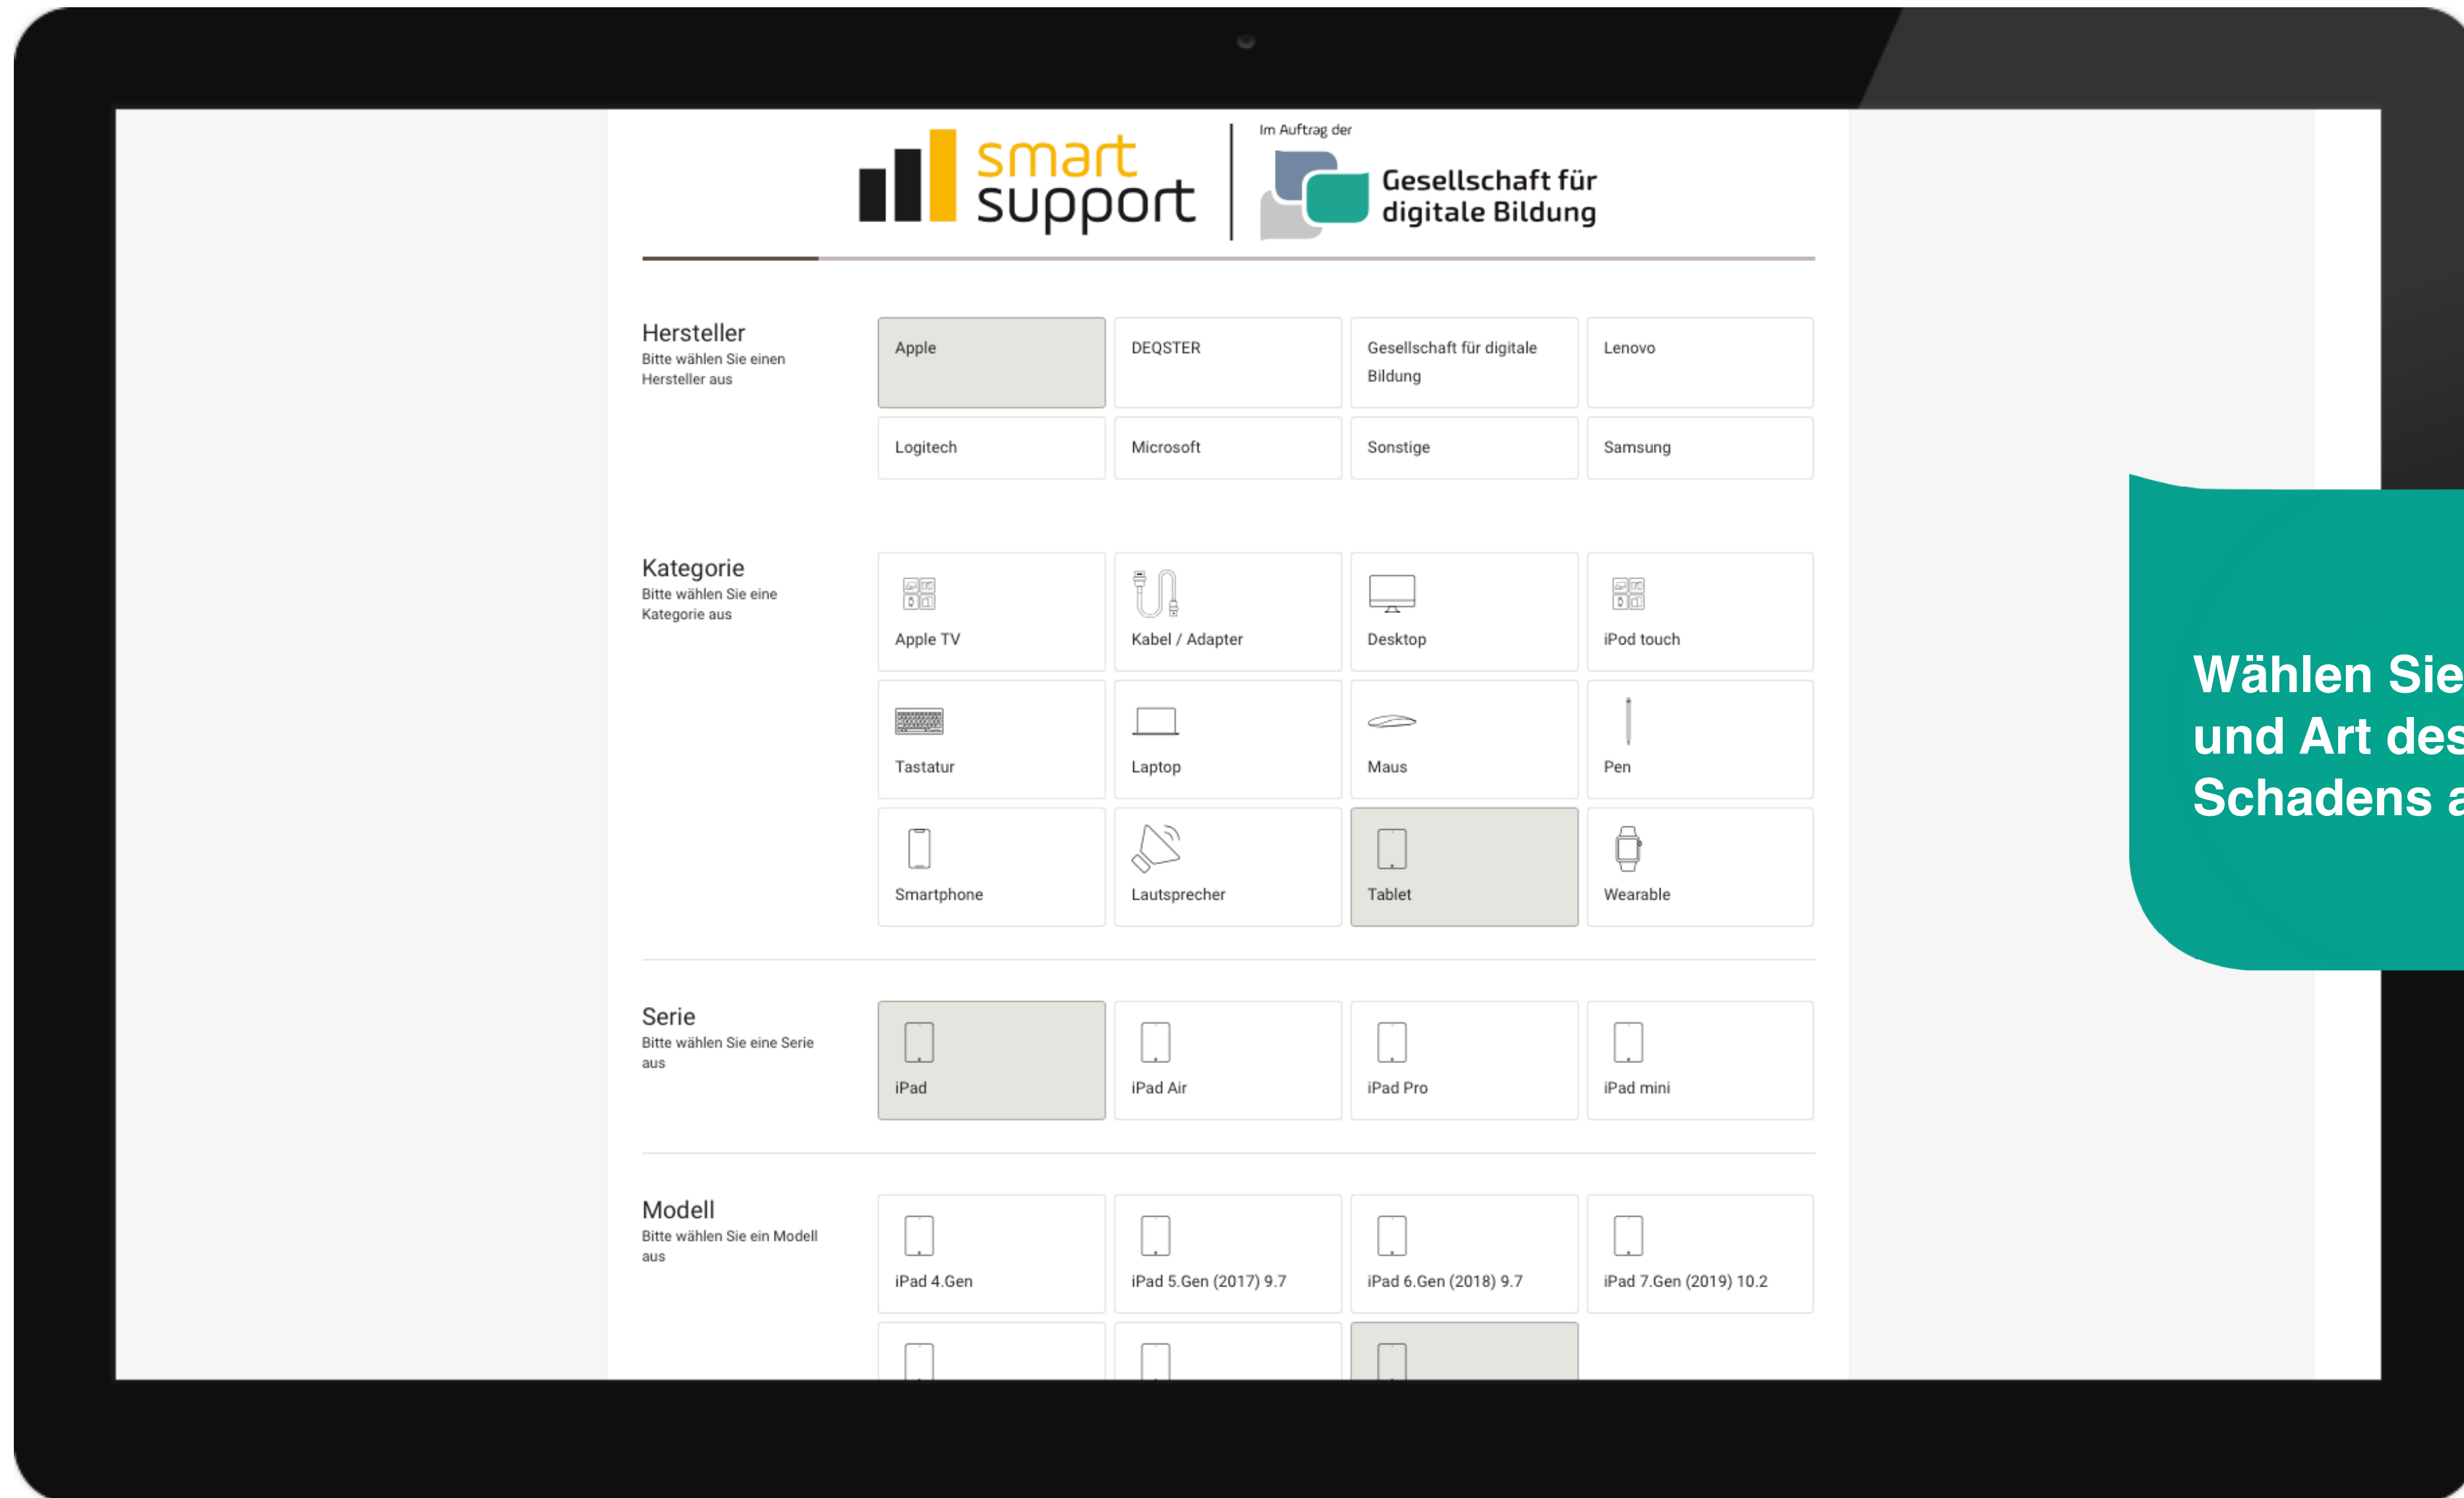 smart
support
Im Auftrag der
Gesellschaft für
digitale Bildung
Hersteller
Bitte wählen Sie einen
Hersteller aus
Apple
DEQSTER
Gesellschaft für digitale
Bildung
Lenovo
Logitech
Microsoft
Sonstige
Samsung
Kategorie
Bitte wählen Sie eine
Kategorie aus
Apple TV
Kabel / Adapter
Desktop
iPod touch
Tastatur
Laptop
Maus
Pen
Smartphone
Lautsprecher
Tablet
Wearable
Serie
Bitte wählen Sie eine Serie
aus
iPad
iPad Air
iPad Pro
iPad mini
Modell
Bitte wählen Sie ein Modell
aus
iPad 4.Gen
iPad 5.Gen (2017) 9.7
iPad 6.Gen (2018) 9.7
iPad 7.Gen (2019) 10.2
Wählen Sie
und Art des
Schadens